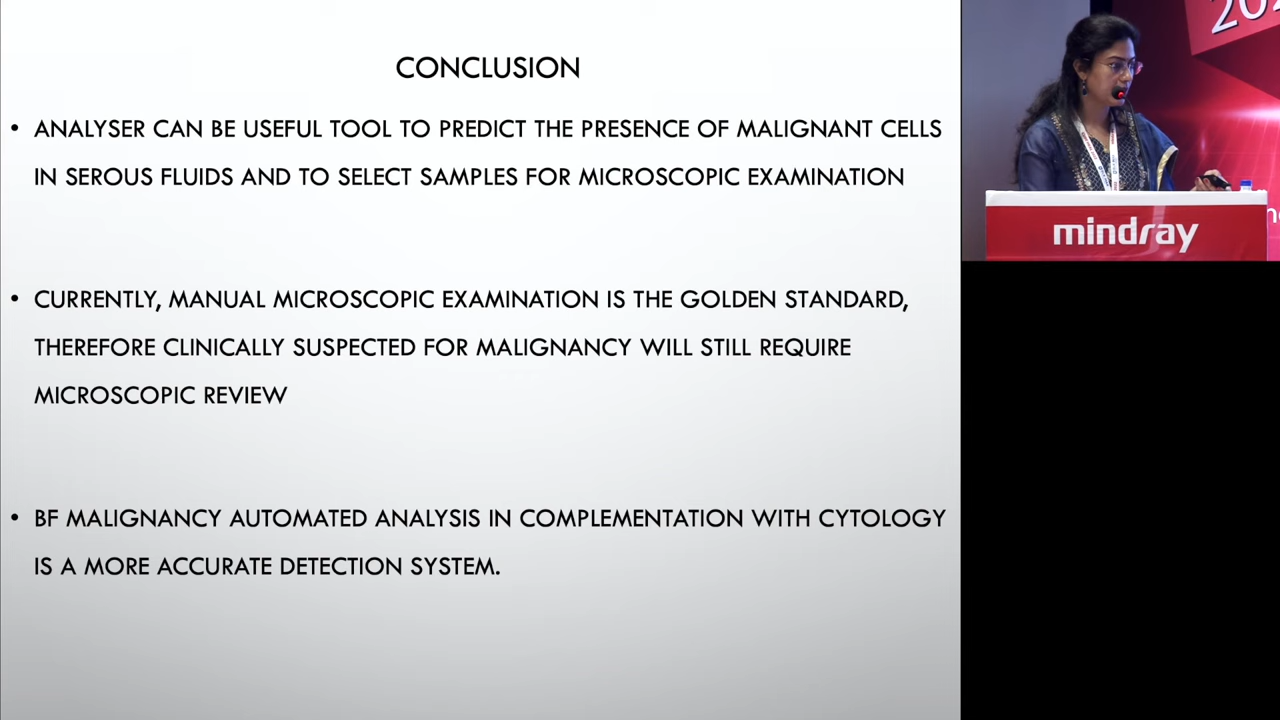 CONCLUSION
• ANALYSER CAN BE USEFUL TOOL TO PREDICT THE PRESENCE OF MALIGNANT CELLS
IN SEROUS FLUIDS AND TO SELECT SAMPLES FOR MICROSCOPIC EXAMINATION
• CURRENTLY, MANUAL MICROSCOPIC EXAMINATION IS THE GOLDEN STANDARD,
THEREFORE CLINICALLY SUSPECTED FOR MALIGNANCY WILL STILL REQUIRE
MICROSCOPIC REVIEW
• BF MALIGNANCY AUTOMATED ANALYSIS IN COMPLEMENTATION WITH CYTOLOGY
IS A MORE ACCURATE DETECTION SYSTEM.
mindray